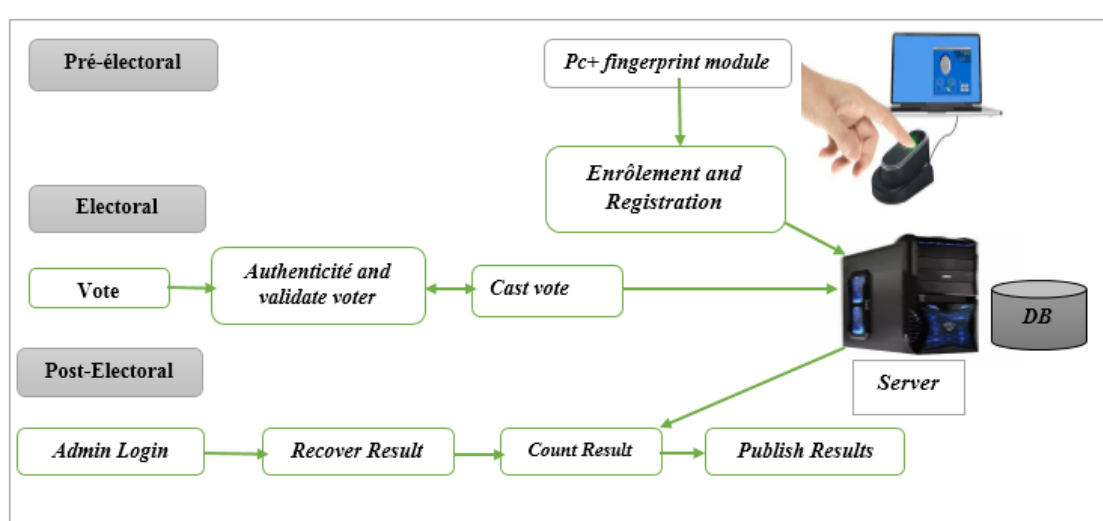 Pré-électoral
Pc+ fingerprint module
Enrôlement and
Registration
Electoral
Vote
Authenticité and
validate voter
Cast vote
DB
Server
Post-Electoral
Admin Login
Recover Result
Count Result
Publish Results